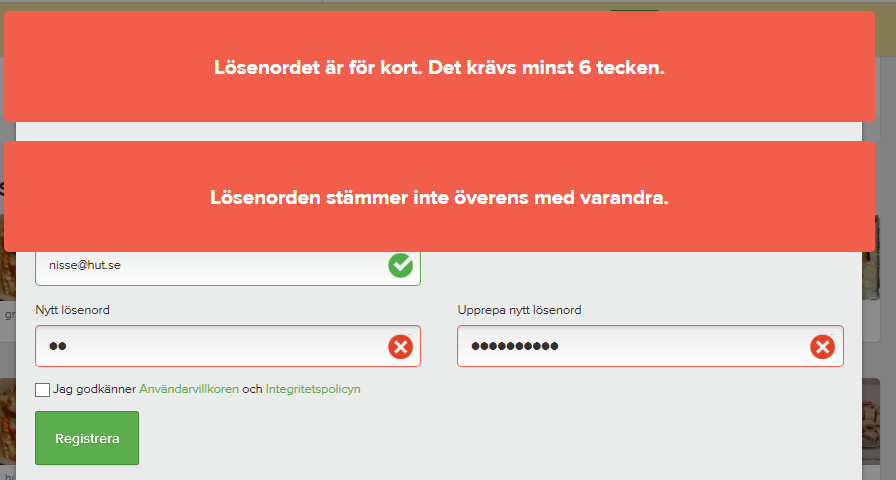 Lösenordet är för kort. Det krävs minst 6 tecken.
Lösenorden stämmer inte överens med varandra.
nisse@hut.se
Nytt lösenord
Upprepa nytt lösenord
●●
●●●●●●●●●●
Jag godkänner Användarvillkoren och Integritetspolicyn
Registrera